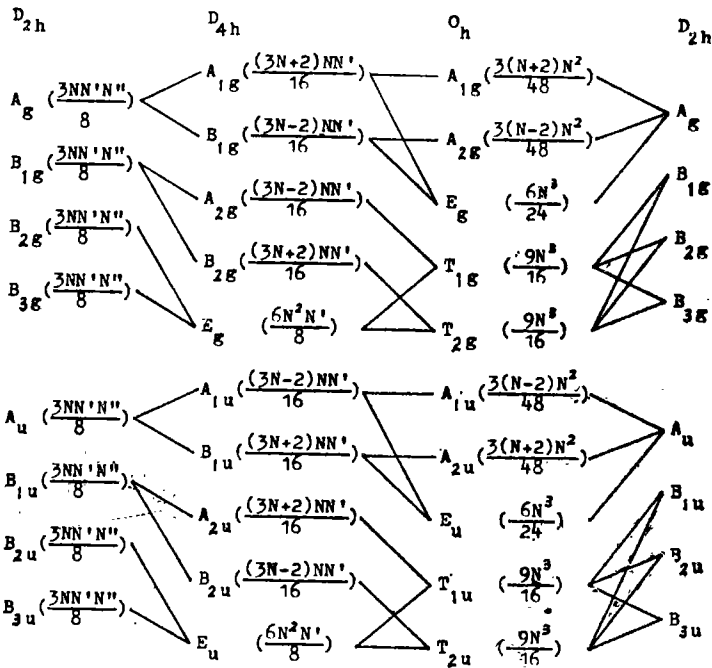 D2h D4h Oh D2h
A1g((3N+2)NN'/16) A1g(3(N+2)N²/48)
Ag (3NN'N"/8) Ag
B1g((3N-2)NN'/16) A2g(3(N-2)N²/48)
B1g(3NN'N"/8) B1g
A2g((3N-2)NN'/16) Eg (6N³/24)
B2g(3NN'N"/8) B2g
B2g((3N+2)NN'/16) T1g (9N³/16)
B3g(3NN'N"/8) B3g
Eg (6N²N'/8) T2g (9N³/16)
A1u((3N-2)NN'/16) A1u(3(N-2)N²/48)
Au (3NN'N"/8) Au
B1u((3N+2)NN'/16) A2u(3(N+2)N²/48)
B1u(3NN'N"/8) B1u
A2u((3N+2)NN'/16) Eu (6N³/24)
B2u(3NN'N"/8) B2u
B2u((3N-2)NN'/16) T1u (9N³/16)
B3u(3NN'N"/8) B3u
Eu (6N²N'/8) T2u (9N³/16)